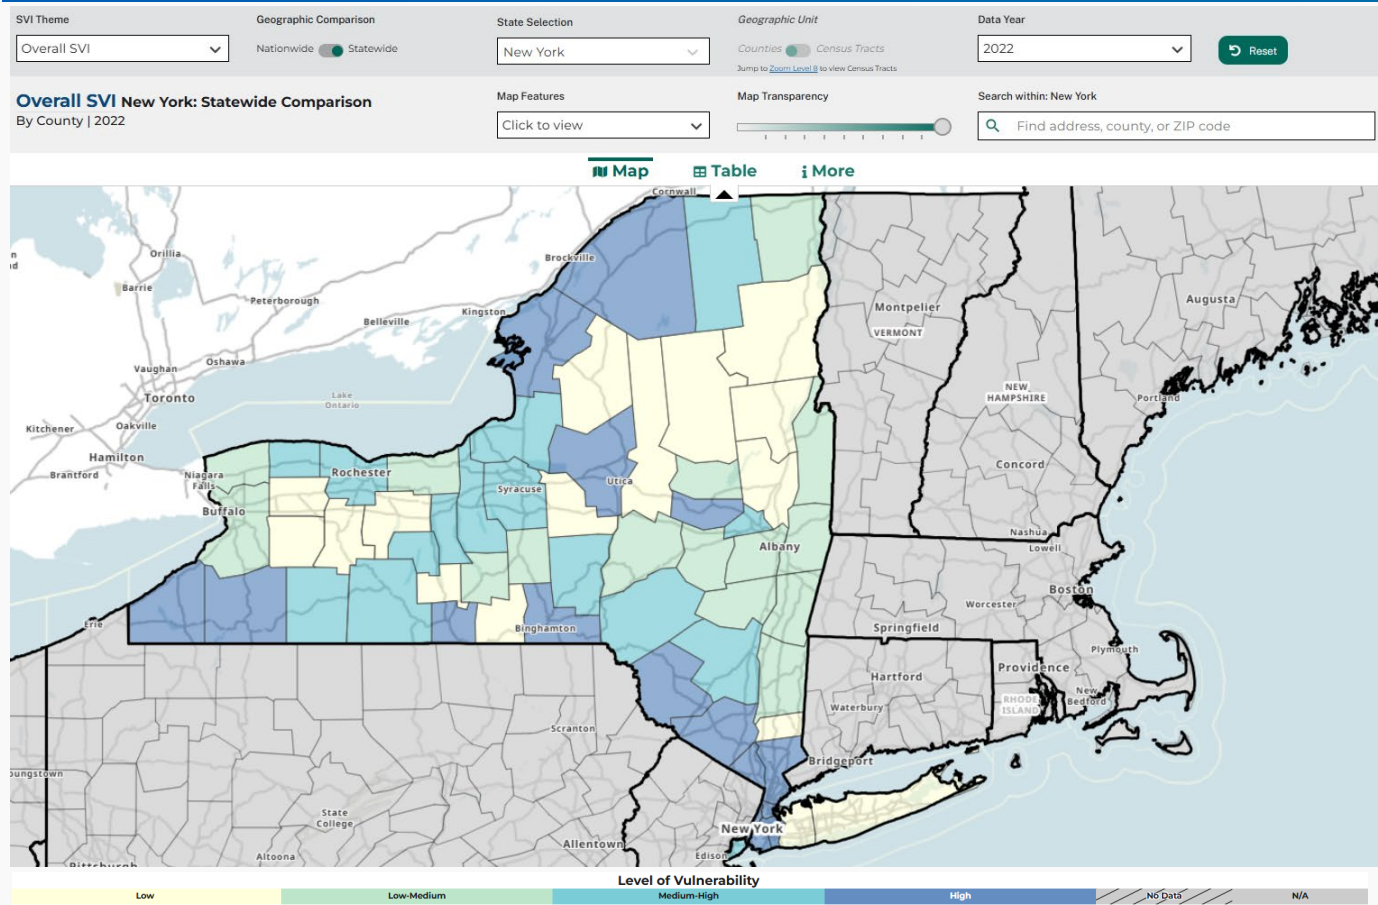 SVI Theme
Geographic Comparison
State Selection
Geographic Unit
Data Year
Overall SVI
Nationwide
Statewide
New York
Counties
Census Tracts
2022
Reset
Jump to Zoom Level 8 to view Census Tracts
Overall SVI New York: Statewide Comparison
By County | 2022
Map Features
Map Transparency
Search within: New York
Click to view
Find address, county, or ZIP code
Map
Table
More
Cornwall
Orillia
Brockville
Barrie
Peterborough
Kingston
Belleville
Augusta
Montpelier
VERMONT
Vaughan
Oshawa
Toronto
Lake
Ontario
NEW
HAMPSHIRE
Portland
Kitchener
Oakville
Hamilton
Brantford
Niagara
Falls
Rochester
Concord
Utica
Syracuse
Buffalo
Nashua
Albany
Lowell
Boston
Worcester
Erie
Binghamton
Springfield
Plymouth
Providence
Hartford
New
Bedford
RHODE
ISLAND
Waterbury
Scranton
Bridgeport
oungstown
State
College
New York
Allentown
Edison
Altoona
Pittsburgh
Level of Vulnerability
Low
Low-Medium
Medium-High
High
No Data
N/A